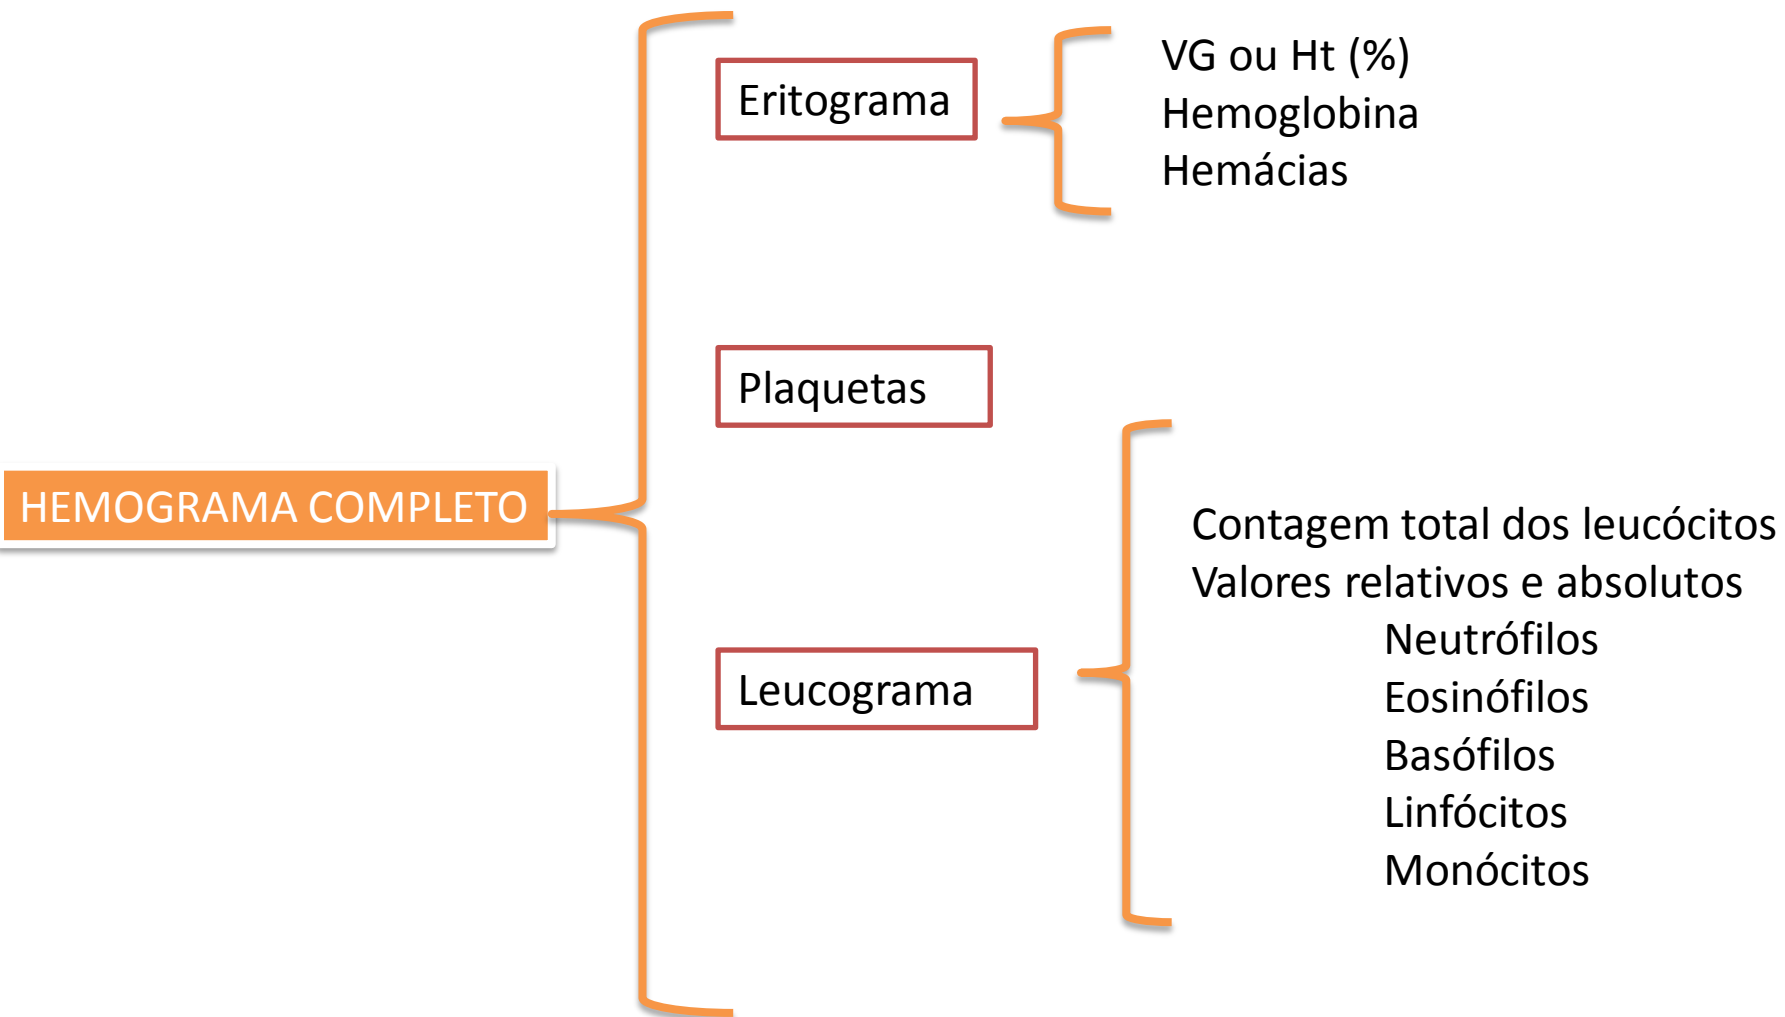 HEMOGRAMA COMPLETO
Eritograma
VG ou Ht (%)
Hemoglobina
Hemácias
Plaquetas
Leucograma
Contagem total dos leucócitos
Valores relativos e absolutos
Neutrófilos
Eosinófilos
Basófilos
Linfócitos
Monócitos